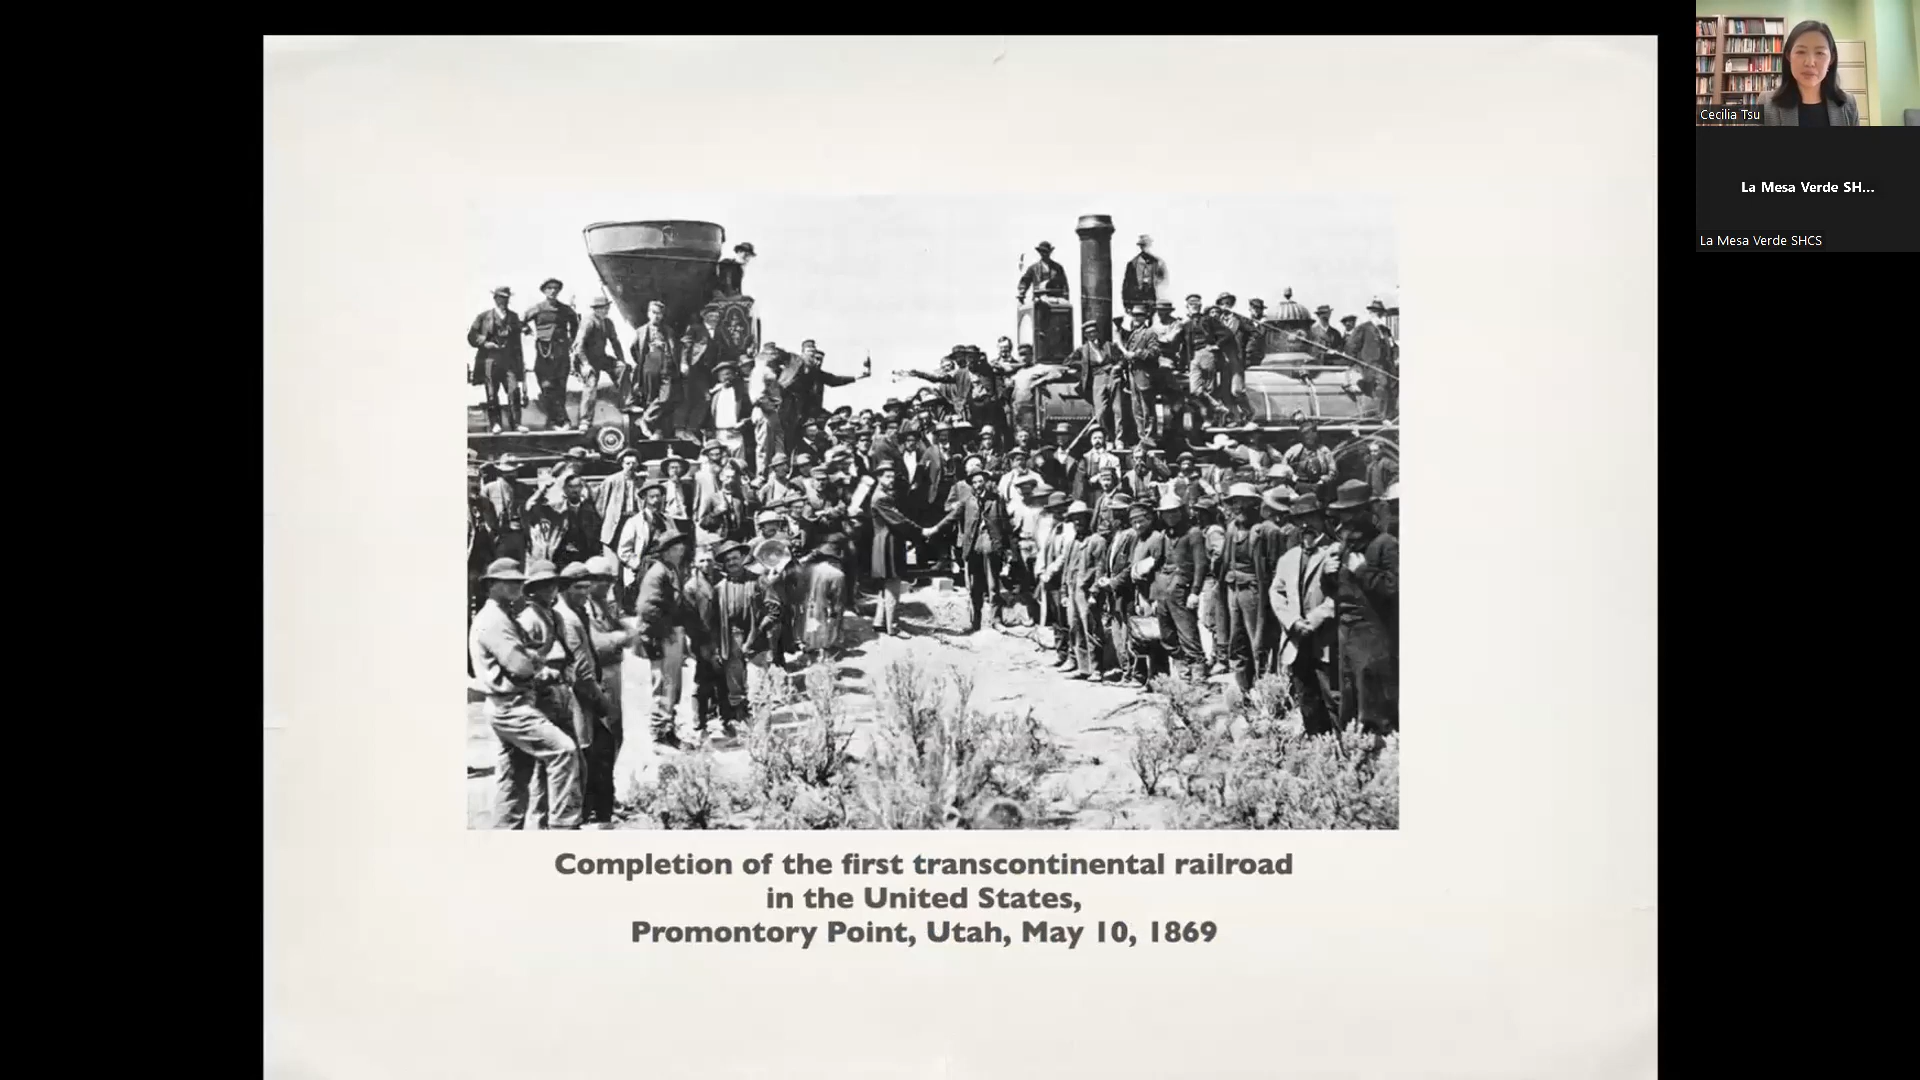 Completion of the first transcontinental railroad
in the United States,
Promontory Point, Utah, May 10, 1869
Cecilia Tsu
La Mesa Verde SH...
La Mesa Verde SHCS